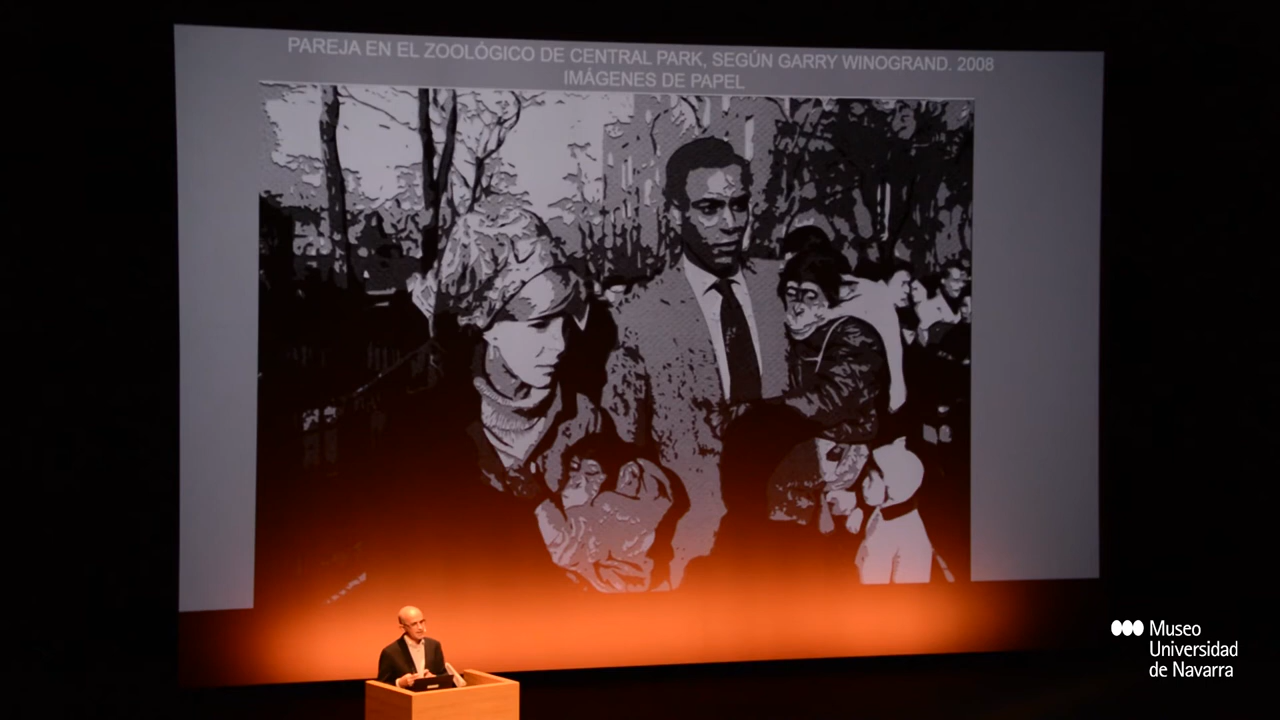 PAREJA EN EL ZOOLÓGICO DE CENTRAL PARK, SEGÚN GARRY WINOGRAND. 2008
IMÁGENES DE PAPEL
Museo
Universidad
de Navarra